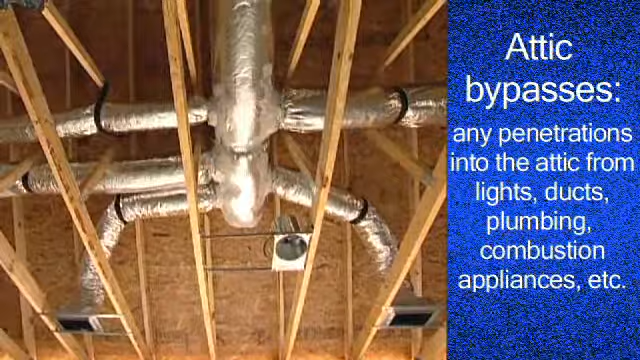 Attic
bypasses:
any penetrations
into the attic from
lights, ducts,
plumbing,
combustion
appliances, etc.